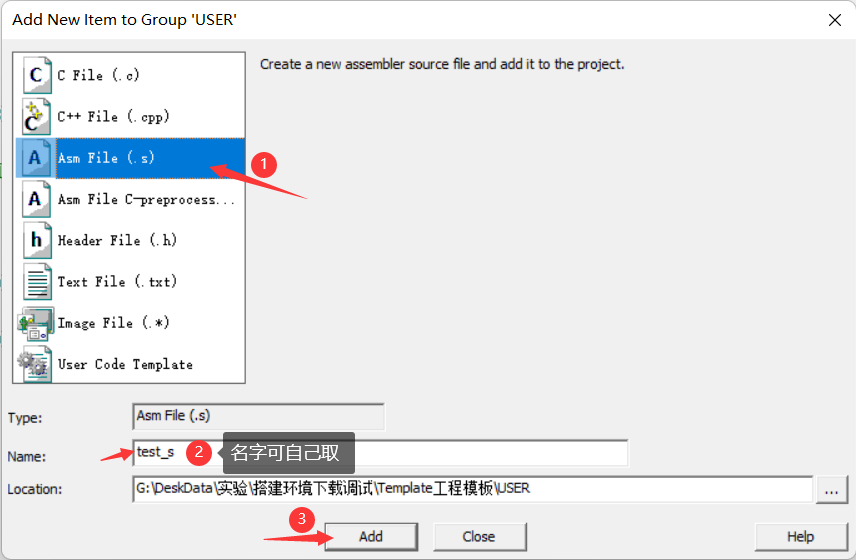 Add New Item to Group 'USER'
C File (.c)
Create a new assembler source file and add it to the project.
C++ File (.cpp)
Asm File (.s)
1
Asm File C-preprocess...
Header File (.h)
Text File (.txt)
Image File (.*)
User Code Template
Type:
Asm File (.s)
Name:
test_s
2
名字可自己取
Location:
G:\DeskData\实验\搭建环境下载调试\Template工程模板\USER
...
3
Add
Close
Help